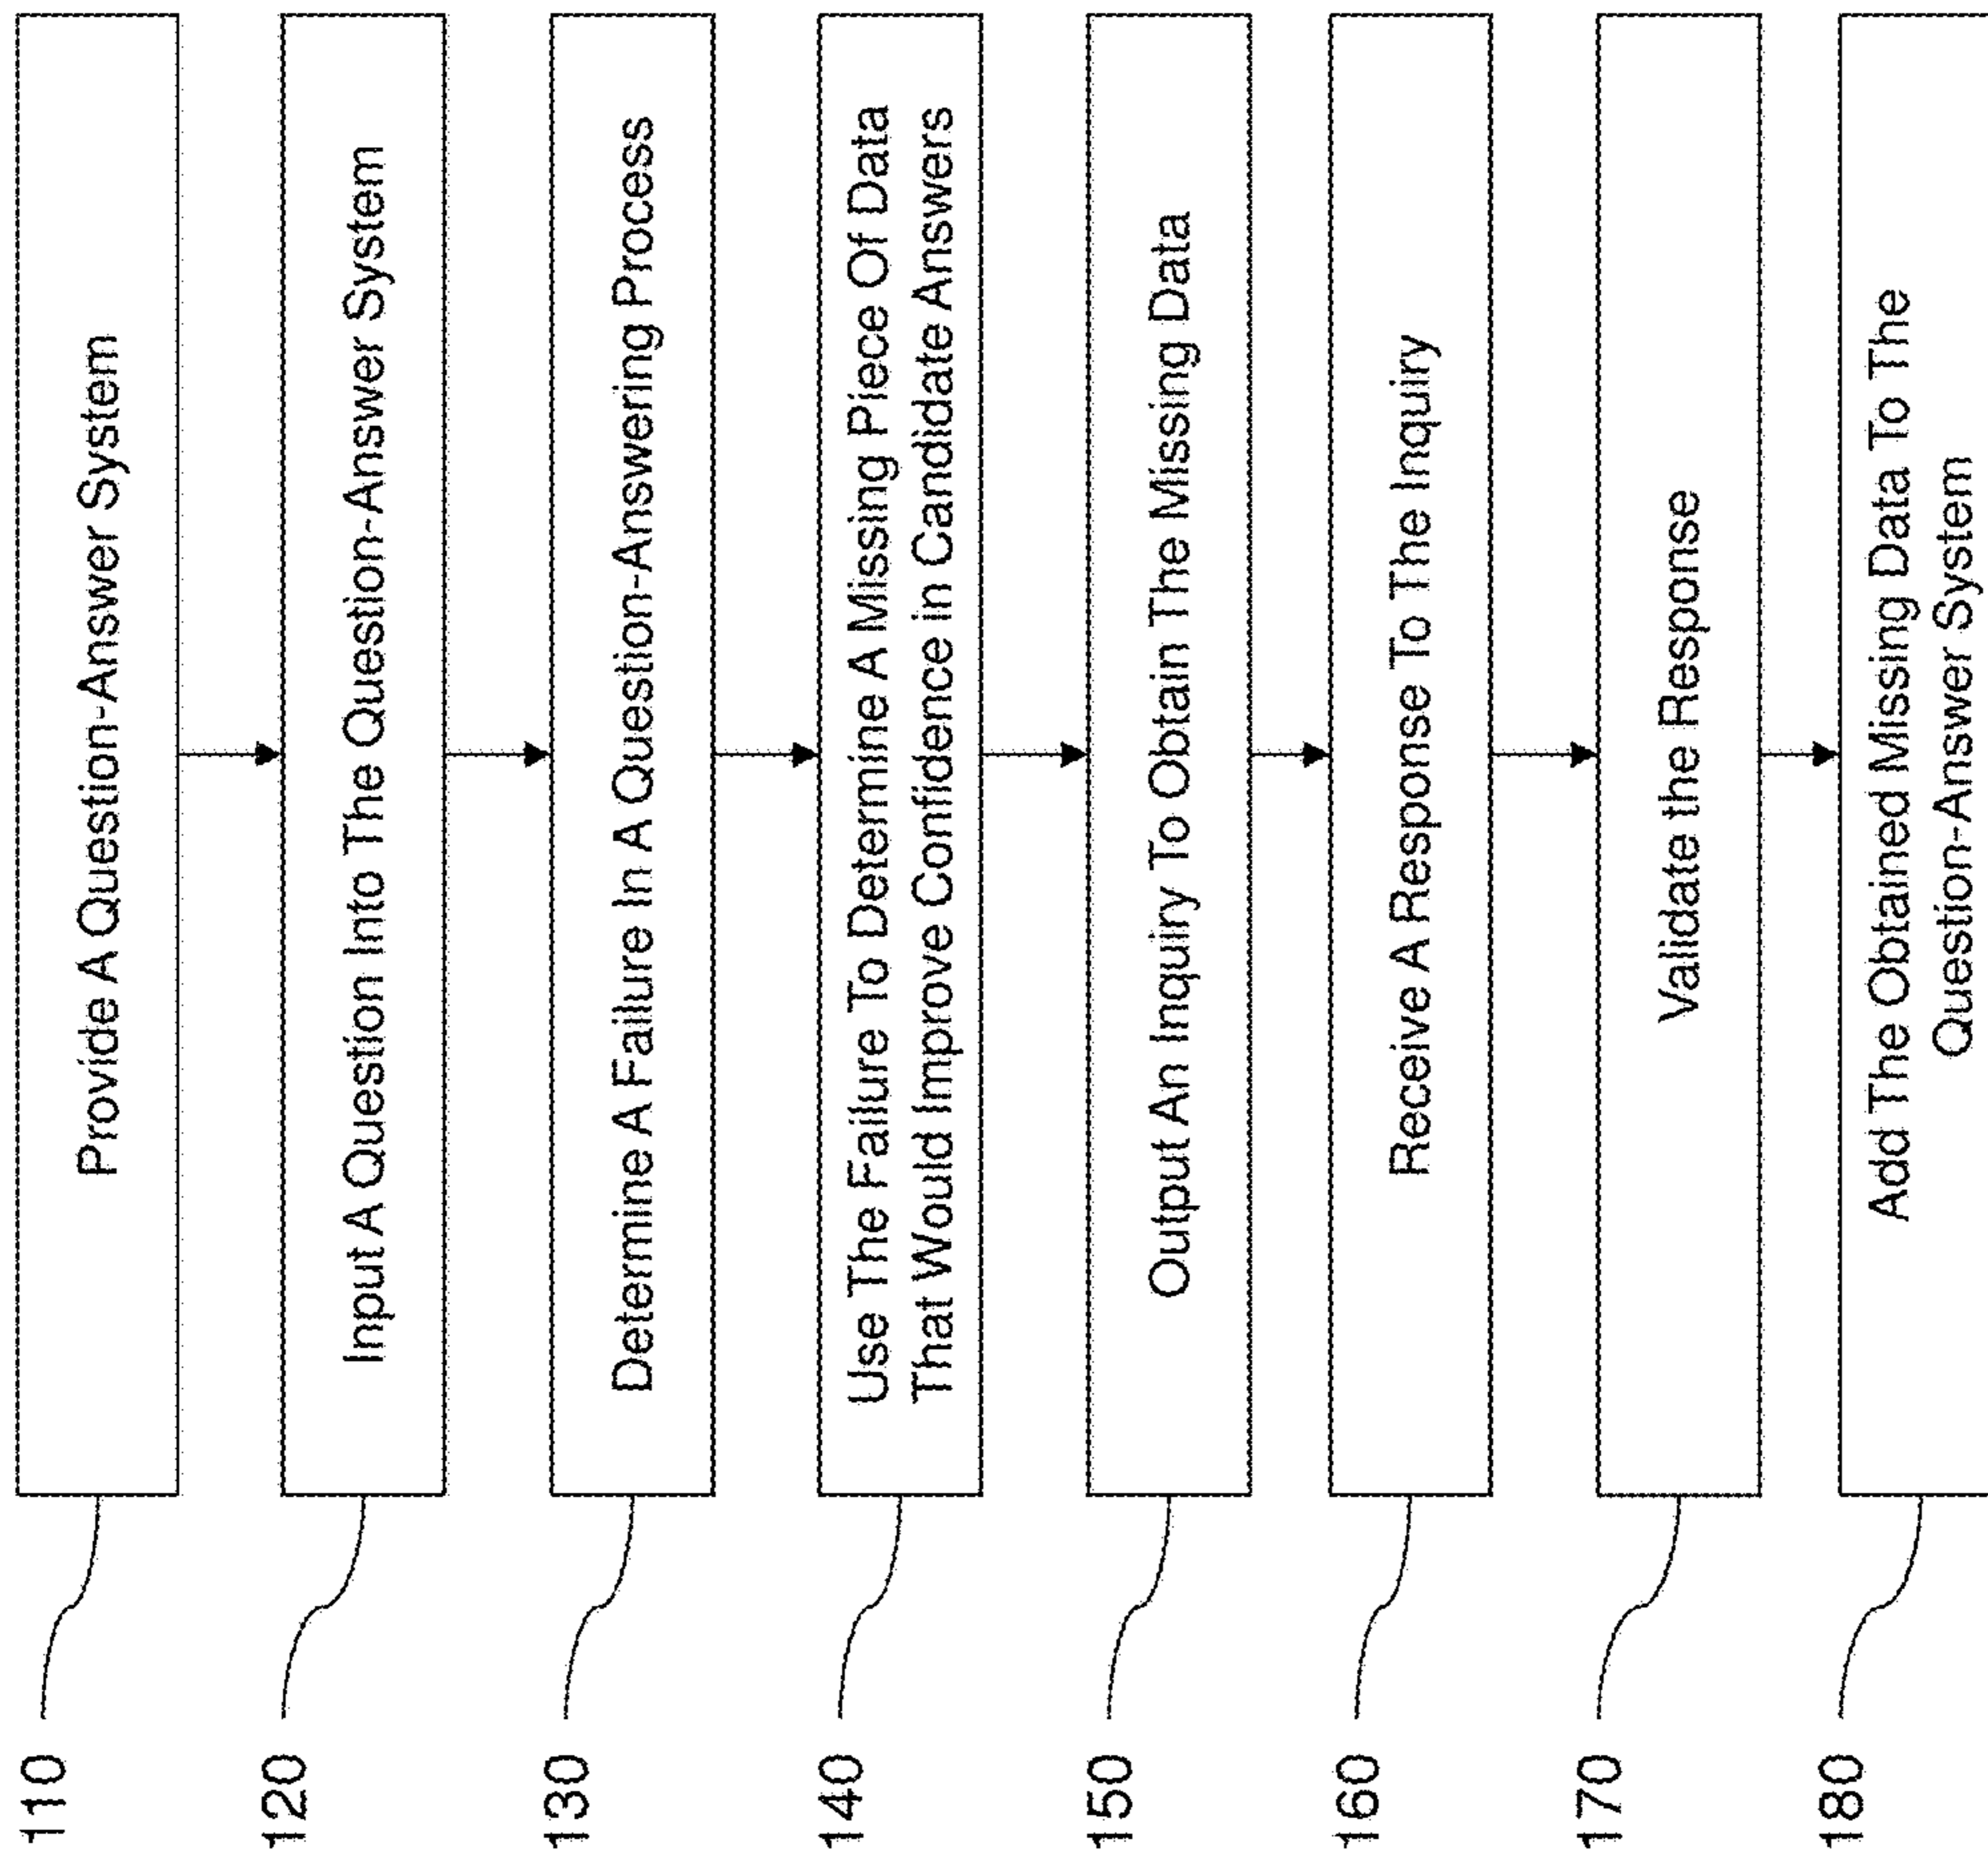 110
Provide A Question-Answer System
120
Input A Question Into The Question-Answer System
130
Determine A Failure In A Question-Answering Process
140
Use The Failure To Determine A Missing Piece Of Data
That Would Improve Confidence in Candidate Answers
150
Output An Inquiry To Obtain The Missing Data
160
Receive A Response To The Inquiry
170
Validate the Response
180
Add The Obtained Missing Data To The
Question-Answer System